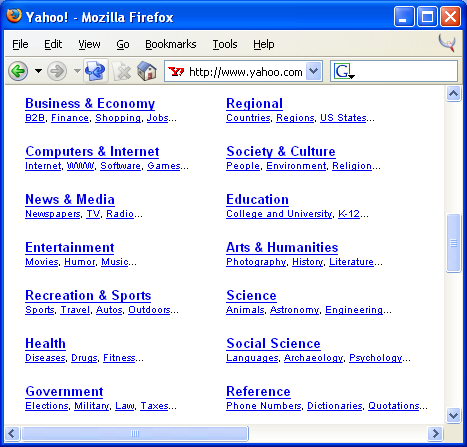 Yahoo! - Mozilla Firefox
File Edit View Go Bookmarks Tools Help
Y! http://www.yahoo.com G
Business & Economy
B2B, Finance, Shopping, Jobs...
Regional
Countries, Regions, US States...
Computers & Internet
Internet, WWW, Software, Games...
Society & Culture
People, Environment, Religion...
News & Media
Newspapers, TV, Radio...
Education
College and University, K-12...
Entertainment
Movies, Humor, Music...
Arts & Humanities
Photography, History, Literature...
Recreation & Sports
Sports, Travel, Autos, Outdoors...
Science
Animals, Astronomy, Engineering...
Health
Diseases, Drugs, Fitness...
Social Science
Languages, Archaeology, Psychology...
Government
Elections, Military, Law, Taxes...
Reference
Phone Numbers, Dictionaries, Quotations...